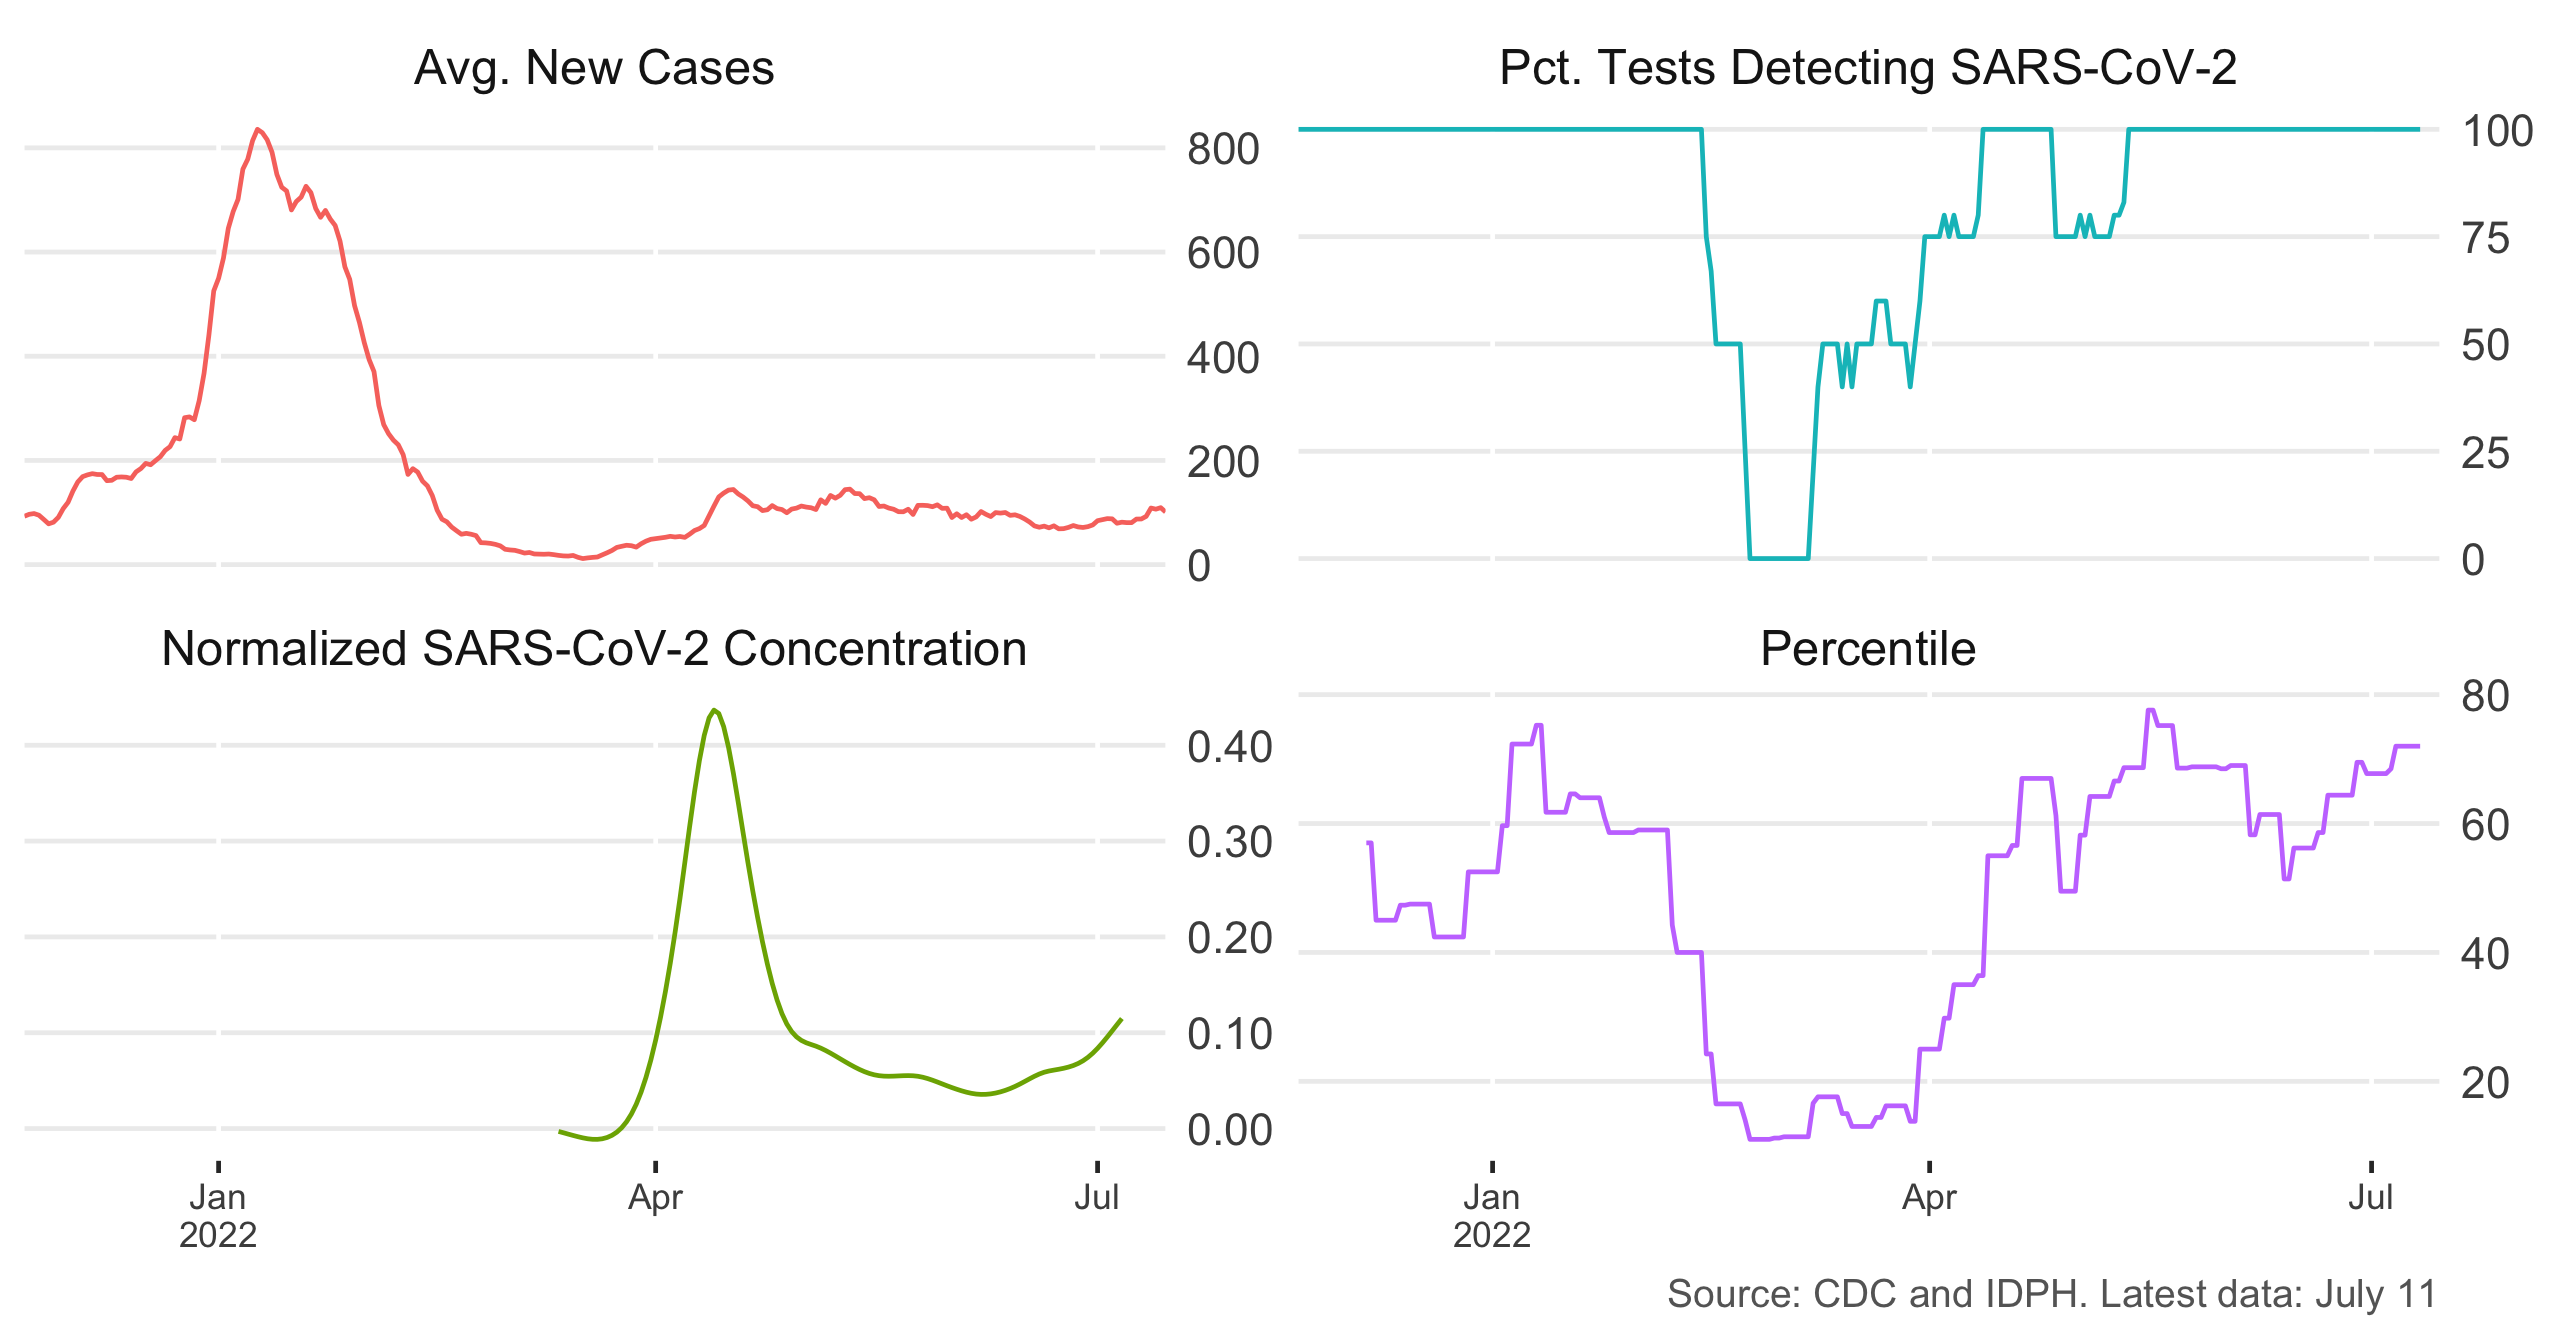 Avg. New Cases
800
600
400
200
0
Pct. Tests Detecting SARS-CoV-2
100
75
50
25
0
Normalized SARS-CoV-2 Concentration
0.40
0.30
0.20
0.10
0.00
Jan
2022
Apr
Jul
Percentile
80
60
40
20
Jan
2022
Apr
Jul
Source: CDC and IDPH. Latest data: July 11